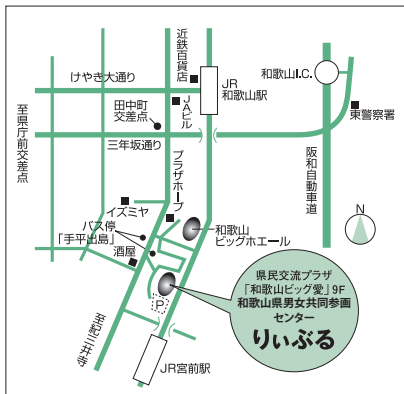 近鉄百貨店
けやき大通り
JR
和歌山駅
和歌山I.C.
JAビル
田中町
交差点
東警察署
至県庁前交差点
三年坂通り
阪和自動車道
プラザホープ
イズミヤ
バス停
「手平出島」
和歌山
ビッグホエール
N
酒屋
P
県民交流プラザ
「和歌山ビッグ愛」9F
和歌山県男女共同参画
センター
りぃぶる
至紀三井寺
JR宮前駅